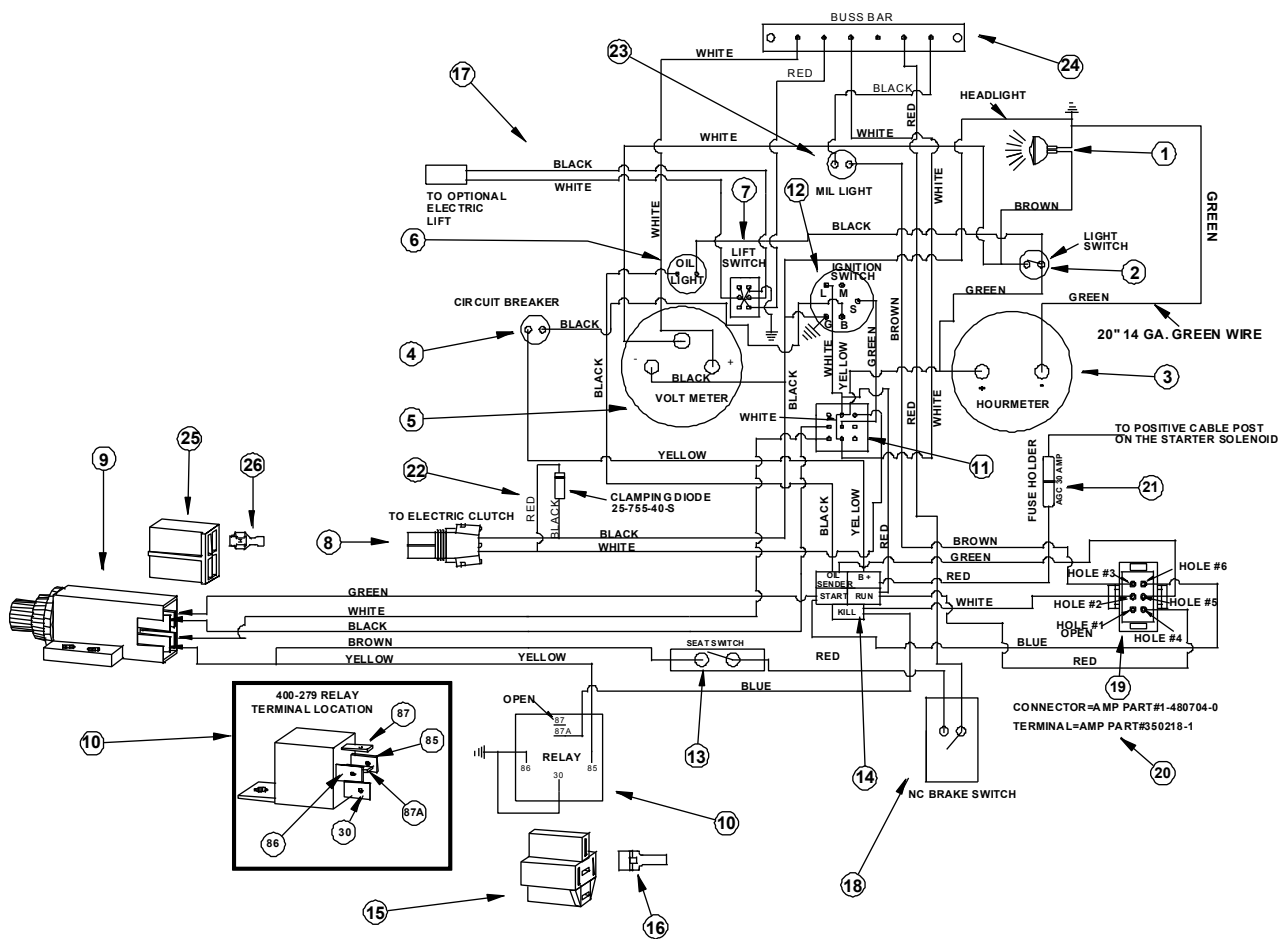 BUSS BAR
WHITE
23
24
RED
17
BLACK
HEADLIGHT
RED
WHITE
WHITE
1
BLACK
WHITE
TO OPTIONAL
ELECTRIC
LIFT
MIL LIGHT
7
12
WHITE
BROWN
GREEN
WHITE
BLACK
6
LIFT
SWITCH
OIL
LIGHT
IGNITION
SWITCH
L
M
S
G
B
LIGHT
SWITCH
2
GREEN
GREEN
CIRCUIT BREAKER
BLACK
4
20" 14 GA. GREEN WIRE
BROWN
WHITE
YELLOW
GREEN
-
+
BLACK
VOLT METER
5
BLACK
BLACK
+
-
HOURMETER
3
WHITE
RED
WHITE
TO POSITIVE CABLE POST
ON THE STARTER SOLENOID
25
9
26
YELLOW
11
22
RED
BLACK
CLAMPING DIODE
25-755-40-S
FUSE HOLDER
AGC 30 AMP
21
TO ELECTRIC CLUTCH
8
BLACK
WHITE
BLACK
YELLOW
RED
BROWN
GREEN
RED
HOLE #3
HOLE #6
OIL
SENDER
B+
START
RUN
KILL
WHITE
HOLE #2
HOLE #5
HOLE #1
OPEN
HOLE #4
GREEN
WHITE
BLACK
BROWN
YELLOW
YELLOW
SEAT SWITCH
RED
BLUE
BLUE
RED
14
19
CONNECTOR=AMP PART#1-480704-0
TERMINAL=AMP PART#350218-1
20
400-279 RELAY
TERMINAL LOCATION
87
85
10
87A
30
86
OPEN
87
87A
RELAY
86
30
85
13
10
NC BRAKE SWITCH
18
15
16